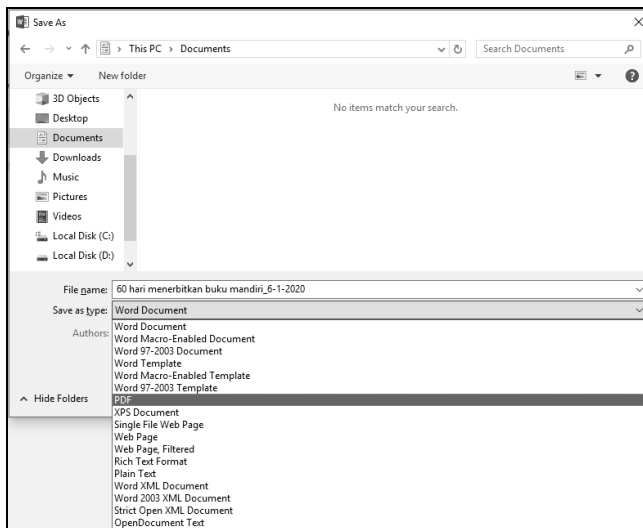 Save As
This PC > Documents
Search Documents
Organize
New folder
3D Objects
Desktop
Documents
Downloads
Music
Pictures
Videos
Local Disk (C:)
Local Disk (D:)
No items match your search.
File name: 60 hari menerbitkan buku mandiri_6-1-2020
Save as type: Word Document
Authors:
Word Document
Word Macro-Enabled Document
Word 97-2003 Document
Word Template
Word Macro-Enabled Template
Word 97-2003 Template
PDF
XPS Document
Single File Web Page
Web Page
Web Page, Filtered
Rich Text Format
Plain Text
Word XML Document
Word 2003 XML Document
Strict Open XML Document
OpenDocument Text
Hide Folders